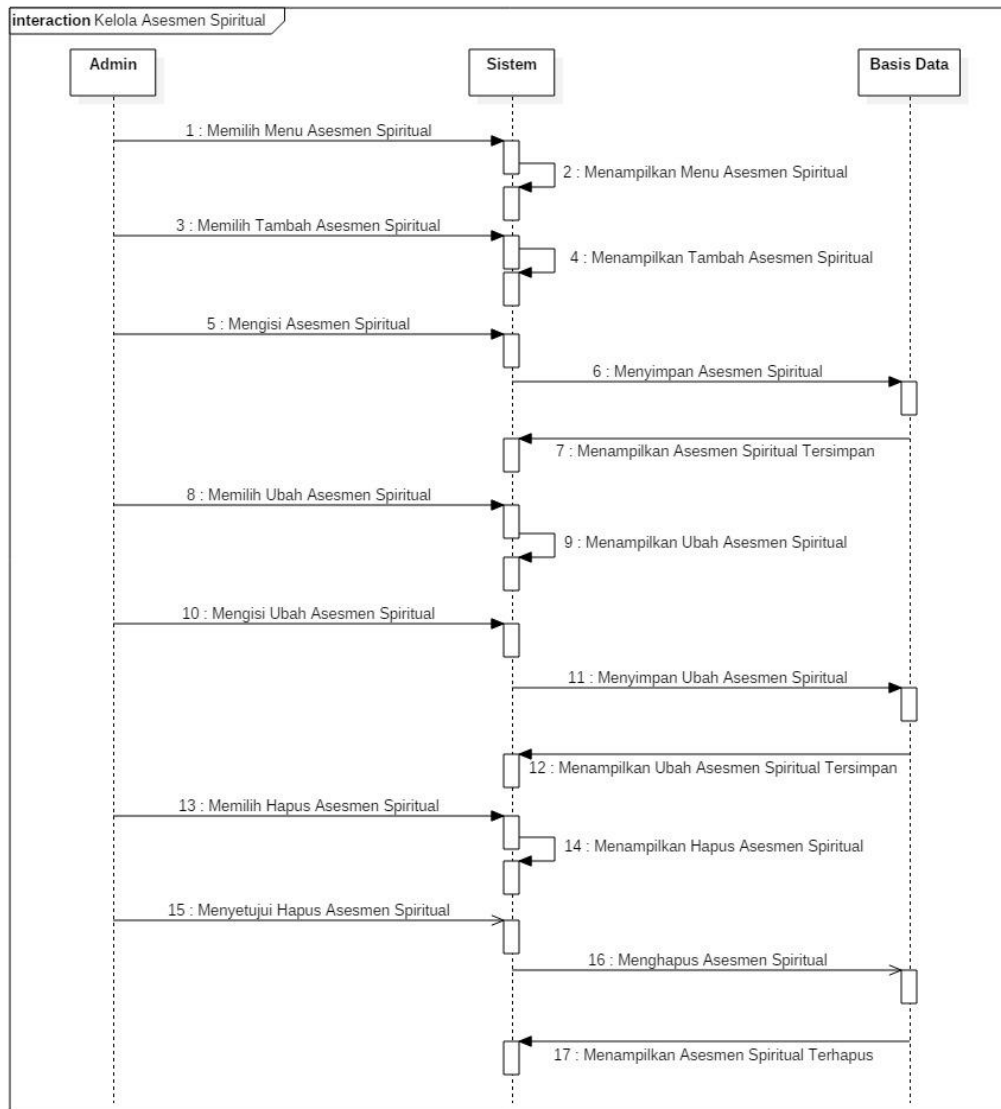 interaction Kelola Asesmen Spiritual
Admin
Sistem
Basis Data
1 : Memilih Menu Asesmen Spiritual
2 : Menampilkan Menu Asesmen Spiritual
3 : Memilih Tambah Asesmen Spiritual
4 : Menampilkan Tambah Asesmen Spiritual
5 : Mengisi Asesmen Spiritual
6 : Menyimpan Asesmen Spiritual
7 : Menampilkan Asesmen Spiritual Tersimpan
8 : Memilih Ubah Asesmen Spiritual
9 : Menampilkan Ubah Asesmen Spiritual
10 : Mengisi Ubah Asesmen Spiritual
11 : Menyimpan Ubah Asesmen Spiritual
12 : Menampilkan Ubah Asesmen Spiritual Tersimpan
13 : Memilih Hapus Asesmen Spiritual
14 : Menampilkan Hapus Asesmen Spiritual
15 : Menyetujui Hapus Asesmen Spiritual
16 : Menghapus Asesmen Spiritual
17 : Menampilkan Asesmen Spiritual Terhapus